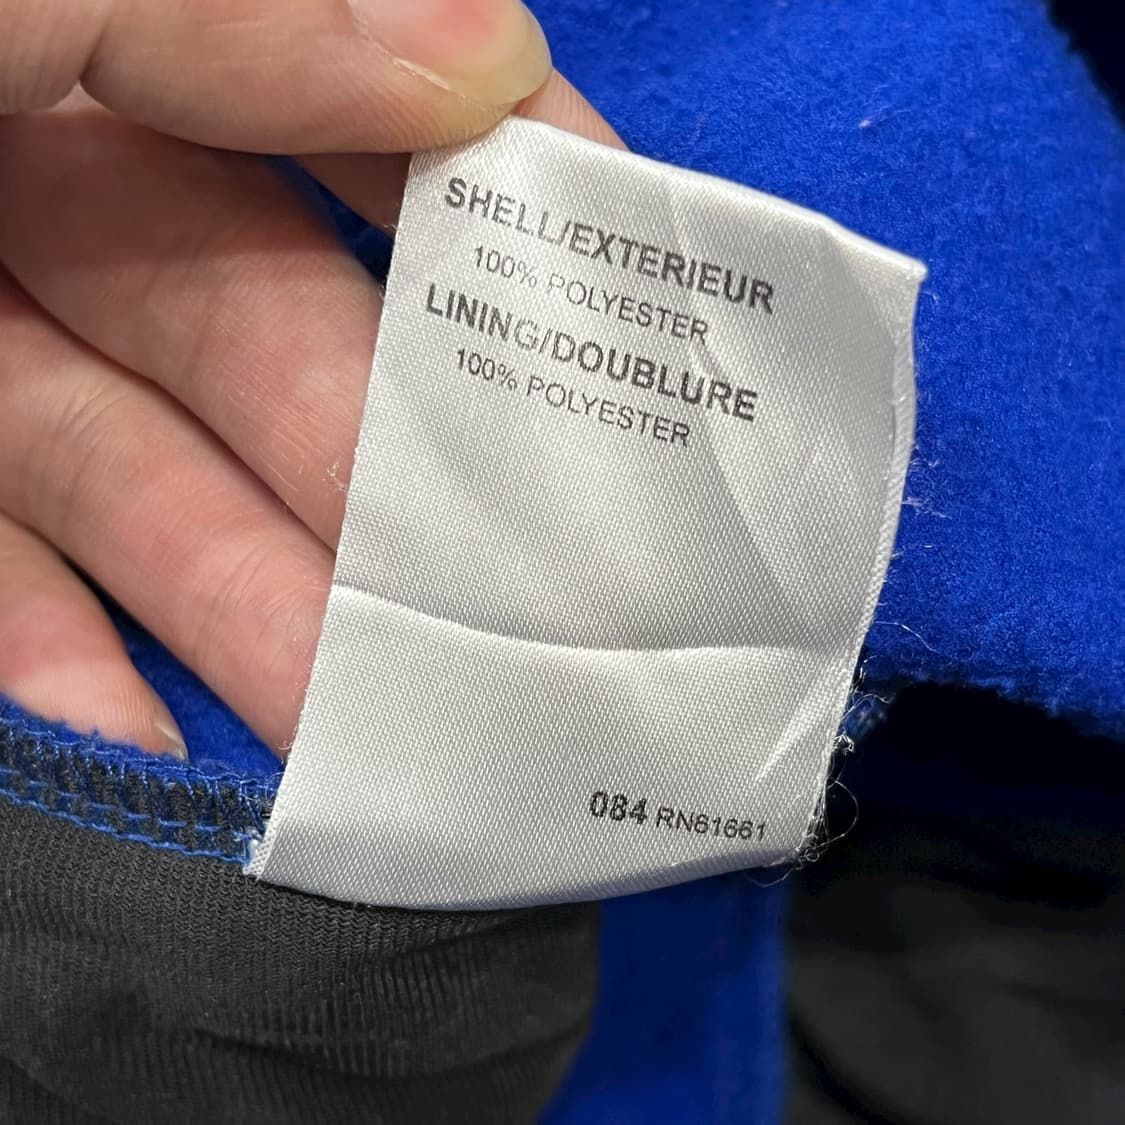 SHELL/EXTERIEUR
100% POLYESTER
LINING/DOUBLURE
100% POLYESTER
084 RN61661